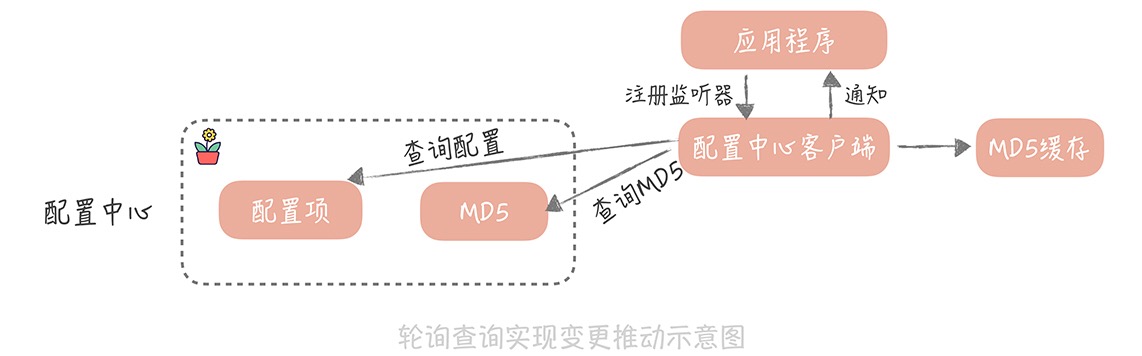 应用程序
注册监听器
通知
查询配置
配置中心客户端
MD5缓存
查询MD5
配置中心
配置项
MD5
轮询查询实现变更推动示意图